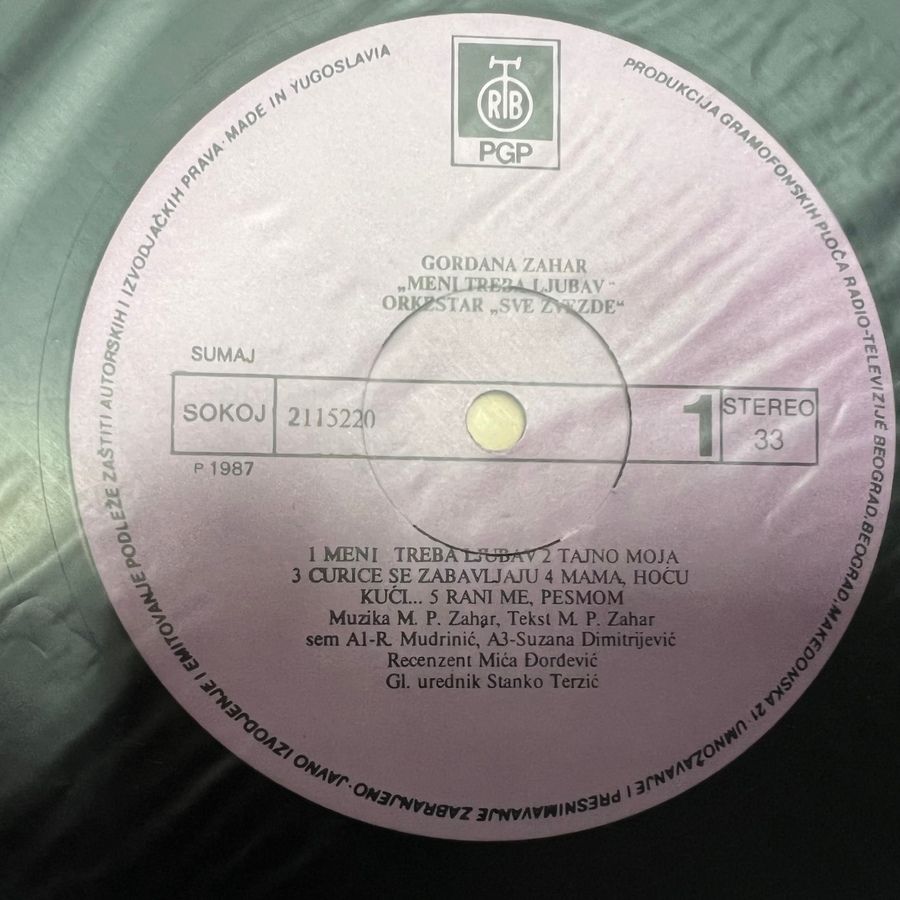 PRODUKCIJA GRAMOFONSKIH PLOČA RADIO-TELEVIZIJE BEOGRAD, BEOGRAD, MAKEDONSKA 21 · UMNOŽAVANJE I PRESNIMAVANJE ZABRANJENO · JAVNO IZVODJENJE I EMITOVANJE PODLEŽE ZAŠTITI AUTORSKIH I IZVODJAČKIH PRAVA · MADE IN YUGOSLAVIA
RTB
PGP
GORDANA ZAHAR
„MENI TREBA LJUBAV"
ORKESTAR „SVE ZVEZDE“
SUMAJ
SOKOJ 2115220 1 STEREO 33
P 1987
1 MENI TREBA LJUBAV 2 TAJNO MOJA
3 CURICE SE ZABAVLJAJU 4 MAMA, HOĆU
KUĆI... 5 RANI ME, PESMOM
Muzika M. P. Zahar, Tekst M. P. Zahar
sem A1-R. Mudrinić, A3-Suzana Dimitrijević
Recenzent Mića Đorđević
Gl. urednik Stanko Terzić